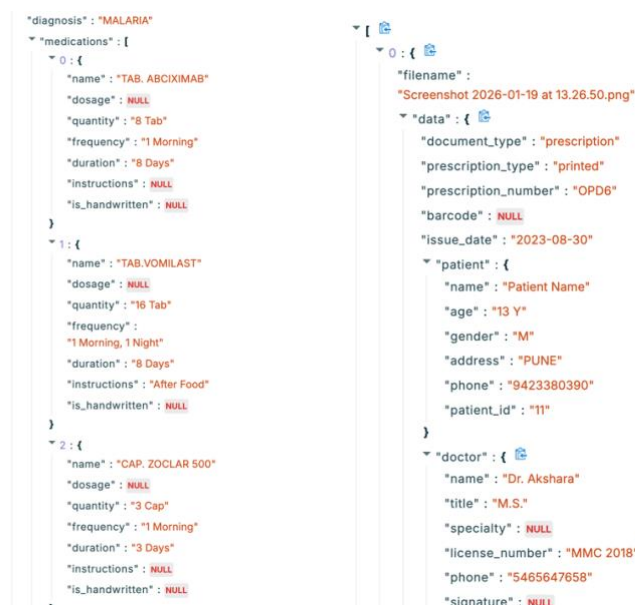 "diagnosis" : "MALARIA"
"medications" : [
0 : {
"name" : "TAB. ABCIXIMAB"
"dosage" : NULL
"quantity" : "8 Tab"
"frequency" : "1 Morning"
"duration" : "8 Days"
"instructions" : NULL
"is_handwritten" : NULL
}
1 : {
"name" : "TAB.VOMILAST"
"dosage" : NULL
"quantity" : "16 Tab"
"frequency" :
"1 Morning, 1 Night"
"duration" : "8 Days"
"instructions" : "After Food"
"is_handwritten" : NULL
}
2 : {
"name" : "CAP. ZOCLAR 500"
"dosage" : NULL
"quantity" : "3 Cap"
"frequency" : "1 Morning"
"duration" : "3 Days"
"instructions" : NULL
"is_handwritten" : NULL
[
0 : {
"filename" :
"Screenshot 2026-01-19 at 13.26.50.png"
"data" : {
"document_type" : "prescription"
"prescription_type" : "printed"
"prescription_number" : "OPD6"
"barcode" : NULL
"issue_date" : "2023-08-30"
"patient" : {
"name" : "Patient Name"
"age" : "13 Y"
"gender" : "M"
"address" : "PUNE"
"phone" : "9423380390"
"patient_id" : "11"
}
"doctor" : {
"name" : "Dr. Akshara"
"title" : "M.S."
"specialty" : NULL
"license_number" : "MMC 2018"
"phone" : "5465647658"
"signature" : NULL